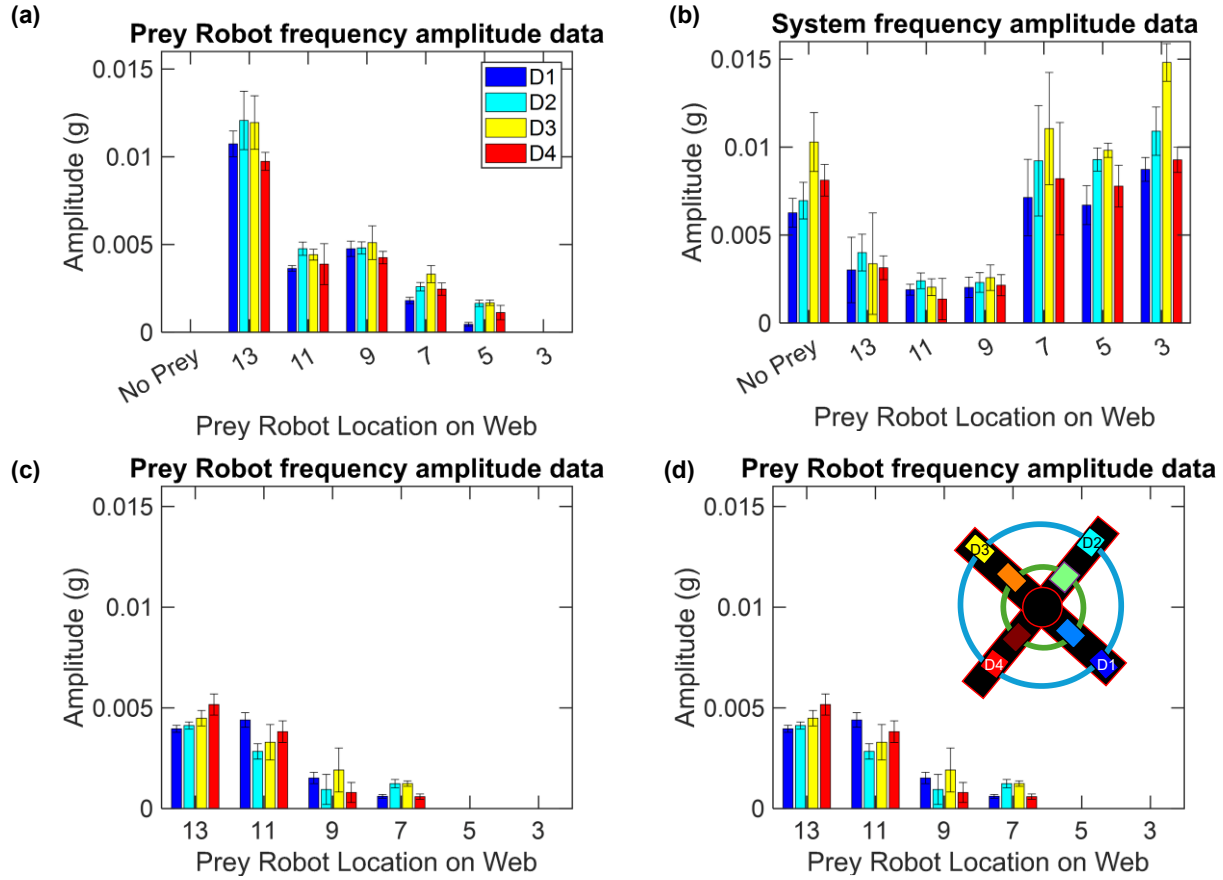 (a)
Prey Robot frequency amplitude data
0.015
0.01
0.005
0
Amplitude (g)
D1
D2
D3
D4
No Prey
13
11
9
7
5
3
Prey Robot Location on Web
(b)
System frequency amplitude data
0.015
0.01
0.005
0
Amplitude (g)
No Prey
13
11
9
7
5
3
Prey Robot Location on Web
(c)
Prey Robot frequency amplitude data
0.015
0.01
0.005
0
Amplitude (g)
13
11
9
7
5
3
Prey Robot Location on Web
(d)
Prey Robot frequency amplitude data
0.015
0.01
0.005
0
Amplitude (g)
D3
D2
D4
D1
13
11
9
7
5
3
Prey Robot Location on Web